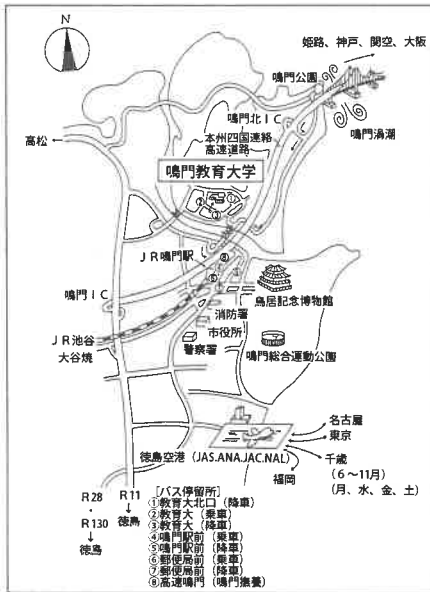 N
姫路、神戸、関空、大阪
鳴門公園
鳴門北IC
鳴門渦潮
本州四国連絡
高速道路
高松
鳴門教育大学
JR鳴門駅
鳴門IC
鳥居記念博物館
消防署
市役所
JR池谷
大谷焼
警察署
鳴門総合運動公園
名古屋
東京
徳島空港(JAS.ANA.JAC.NAL)
千歳
(6~11月)
(月、水、金、土)
福岡
R28
・
R130
徳島
R11
徳島
[バス停留所]
①教育大北口(降車)
②教育大(乗車)
③教育大(降車)
④鳴門駅前(乗車)
⑤鳴門駅前(降車)
⑥郵便局前(乗車)
⑦郵便局前(降車)
⑧高速鳴門(鳴門撫養)